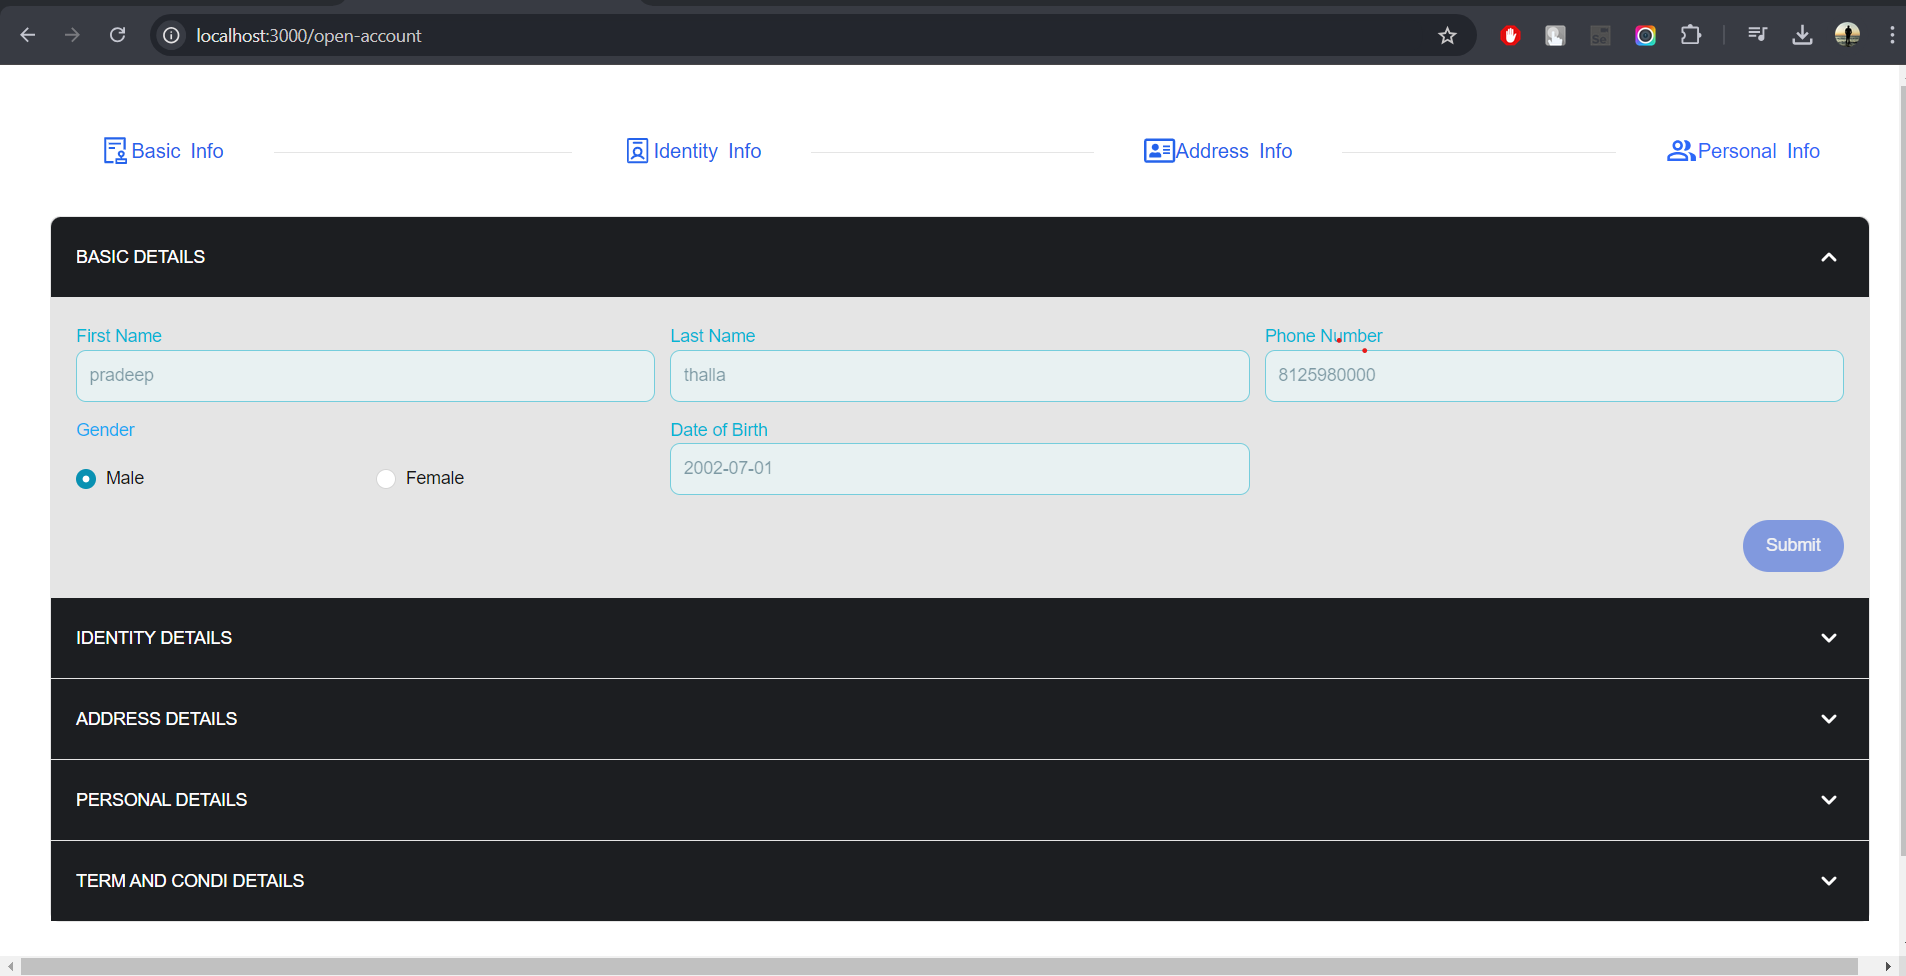 localhost:3000/open-account
Basic Info
Identity Info
Address Info
Personal Info
BASIC DETAILS
First Name
Last Name
Phone Number
pradeep
thalla
8125980000
Gender
Date of Birth
Male
Female
2002-07-01
Submit
IDENTITY DETAILS
ADDRESS DETAILS
PERSONAL DETAILS
TERM AND CONDI DETAILS